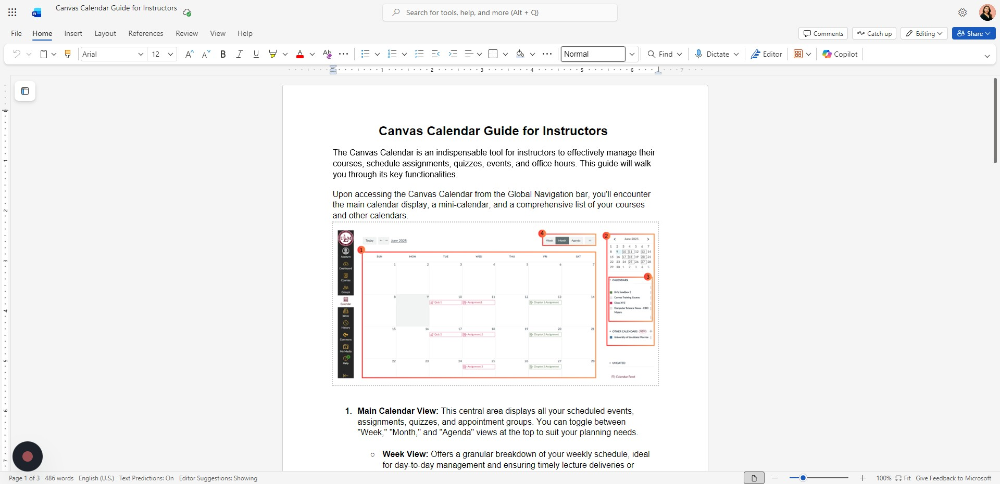 Canvas Calendar Guide for Instructors
Search for tools, help, and more (Alt + Q)
File Home Insert Layout References Review View Help
Comments Catch up Editing Share
Arial 12 Normal Find Dictate Editor Copilot
1 2 3 4 5 6 7
Canvas Calendar Guide for Instructors
The Canvas Calendar is an indispensable tool for instructors to effectively manage their
courses, schedule assignments, quizzes, events, and office hours. This guide will walk
you through its key functionalities.
Upon accessing the Canvas Calendar from the Global Navigation bar, you'll encounter
the main calendar display, a mini-calendar, and a comprehensive list of your courses
and other calendars.
ULM
Account
Dashboard
Courses
Groups
Calendar
Inbox
History
Commons
My Media
Help
Today June 2025
4
Week Month Agenda +
1
SUN MON TUE WED THU FRI SAT
1 2 3 4 5 6 7
8 9 10 11 12 13 14
Quiz 1 Assignment1 Chapter 1 Assignment
15 16 17 18 19 20 21
Quiz 2 Assignment 2 Chapter 2 Assignment
22 23 24 25 26 27 28
Assignment 3 Chapter 3 Assignment
2
June 2025
1 2 3 4 5 6 7
8 9 10 11 12 13 14
15 16 17 18 19 20 21
22 23 24 25 26 27 28
29 30 1 2 3 4 5
3
CALENDARS
Sandbox 2
Canvas Training Course
Class XYZ
Computer Science News - CSCI
Majors
OTHER CALENDARS NEW +
University of Louisiana Monroe
UNDATED
Calendar Feed
1. Main Calendar View: This central area displays all your scheduled events,
assignments, quizzes, and appointment groups. You can toggle between
"Week," "Month," and "Agenda" views at the top to suit your planning needs.
○ Week View: Offers a granular breakdown of your weekly schedule, ideal
for day-to-day management and ensuring timely lecture deliveries or
Page 1 of 3 486 words English (U.S.) Text Predictions: On Editor Suggestions: Showing
100% Fit Give Feedback to Microsoft